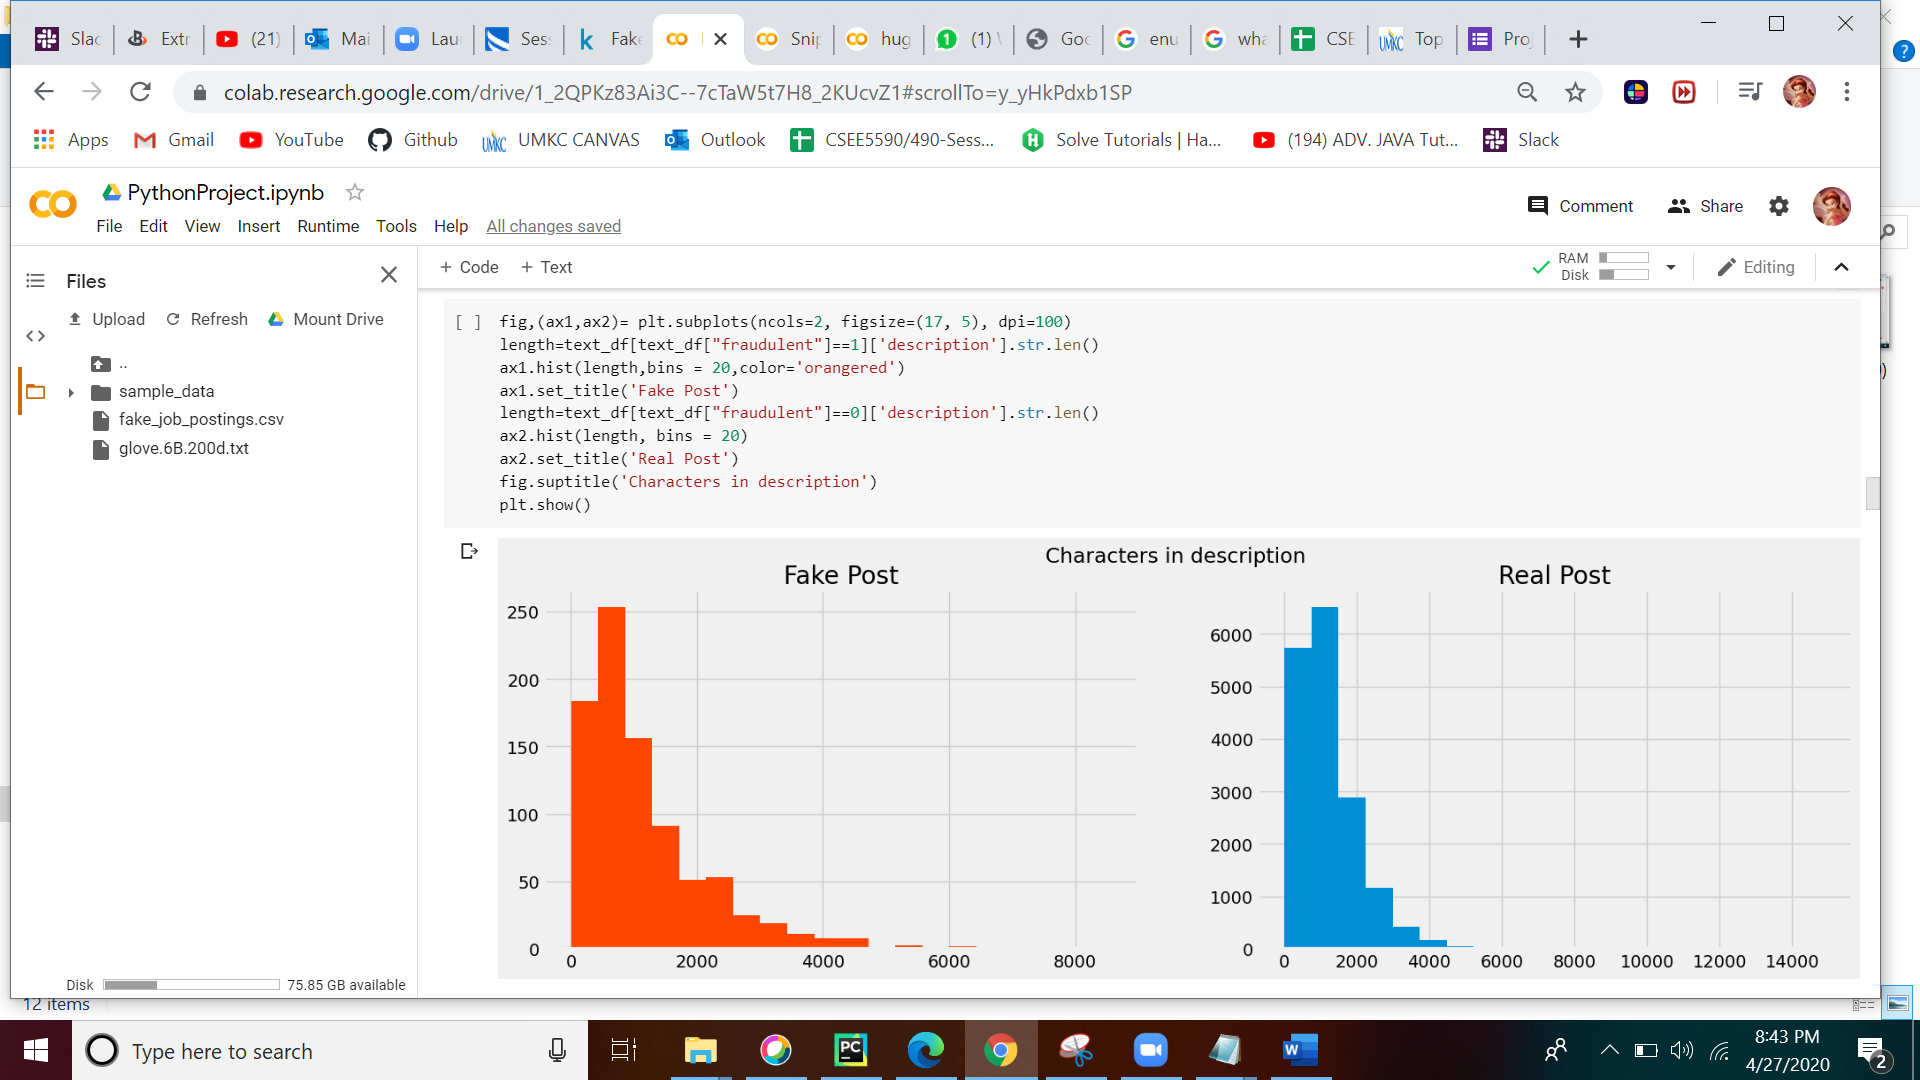 Slac
Extr
(21)
Mai
Lau
Sess
Fake
Snip
hug
(1)
Goo
enu
wha
CSE
Top
Pro
colab.research.google.com/drive/1_2QPKz83Ai3C--7cTaW5t7H8_2KUcvZ1#scrollTo=y_yHkPdxb1SP
Apps Gmail YouTube Github UMKC CANVAS Outlook CSEE5590/490-Sess... Solve Tutorials | Ha... (194) ADV. JAVA Tut... Slack
PythonProject.ipynb
Comment Share
File Edit View Insert Runtime Tools Help All changes saved
Files
+ Code + Text
RAM
Disk
Editing
Upload Refresh Mount Drive
..
sample_data
fake_job_postings.csv
glove.6B.200d.txt
[ ] fig,(ax1,ax2)= plt.subplots(ncols=2, figsize=(17, 5), dpi=100)
length=text_df[text_df["fraudulent"]==1]['description'].str.len()
ax1.hist(length,bins = 20,color='orangered')
ax1.set_title('Fake Post')
length=text_df[text_df["fraudulent"]==0]['description'].str.len()
ax2.hist(length, bins = 20)
ax2.set_title('Real Post')
fig.suptitle('Characters in description')
plt.show()
Characters in description
Fake Post
250
200
150
100
50
0
0 2000 4000 6000 8000
Real Post
6000
5000
4000
3000
2000
1000
0
0 2000 4000 6000 8000 10000 12000 14000
Disk 75.85 GB available
12 items
Type here to search
PC
W
8:43 PM
4/27/2020
2